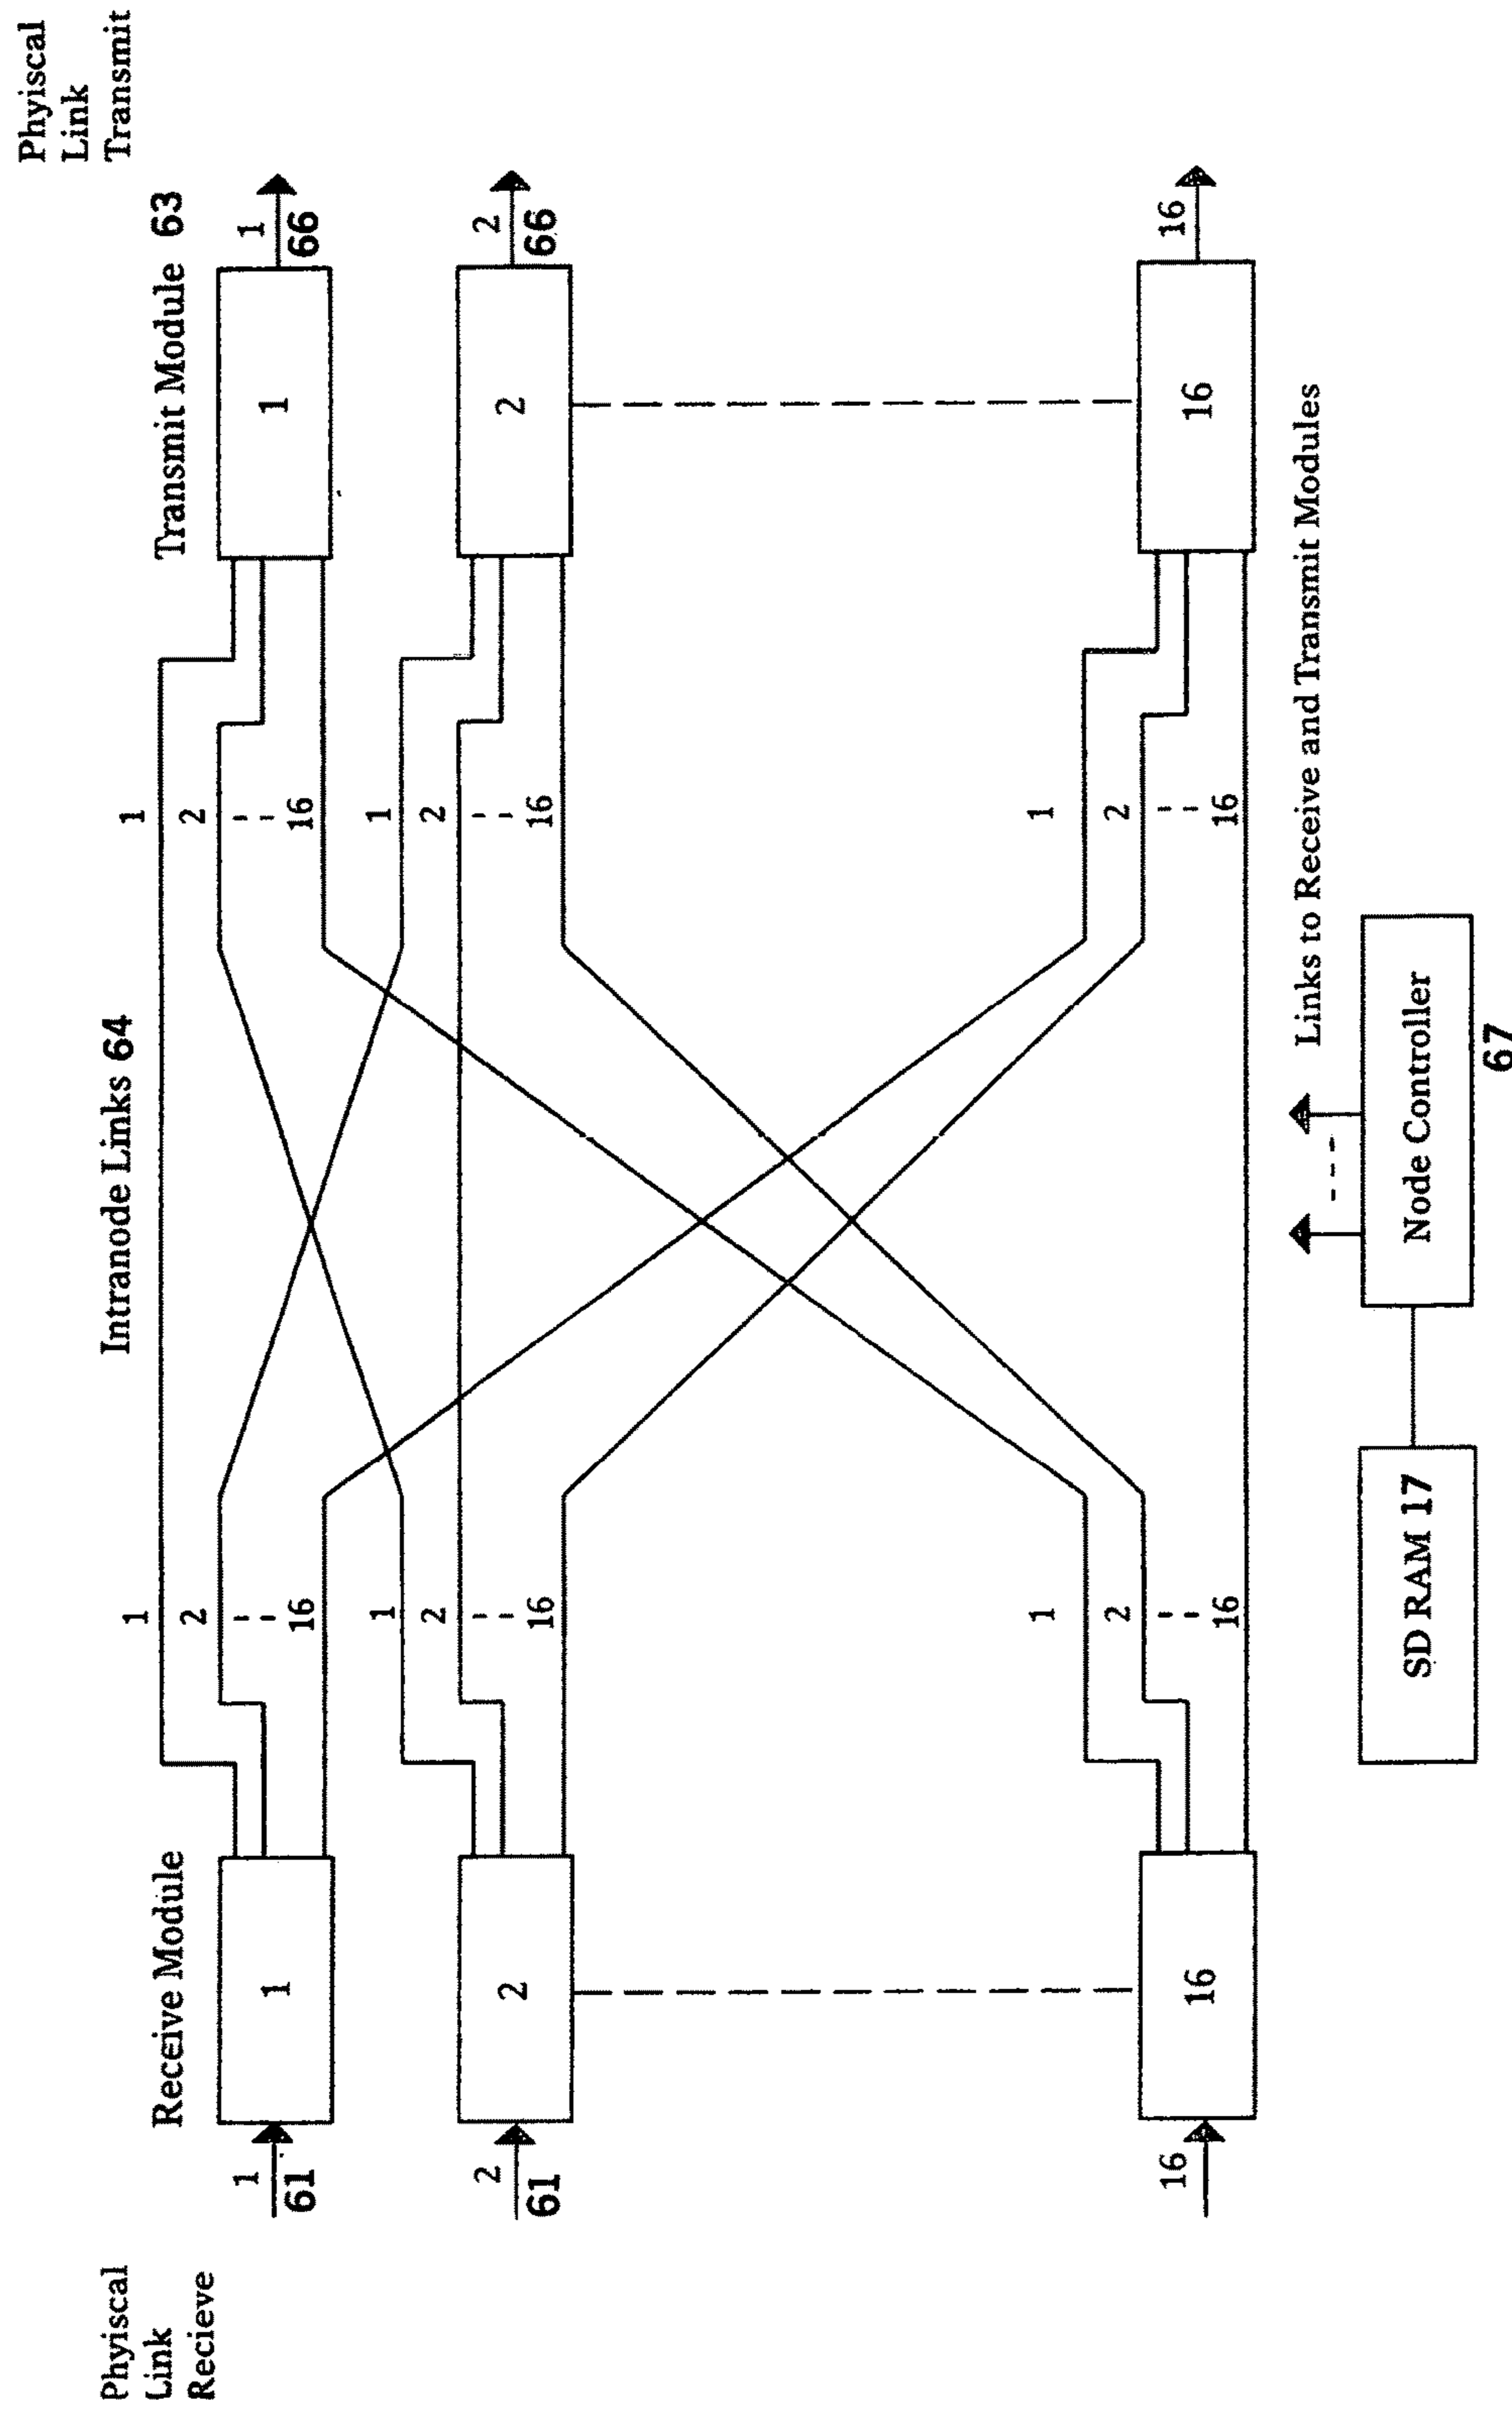 Phyiscal
Link
Transmit
Phyiscal
Link
Recieve
Intranode Links 64
Receive Module
Transmit Module 63
1
61
1
1
2
16
1
2
16
1
1
66
2
61
2
1
2
16
1
2
16
2
2
66
16
16
1
2
16
1
2
16
16
16
Links to Receive and Transmit Modules
SD RAM 17
Node Controller
67